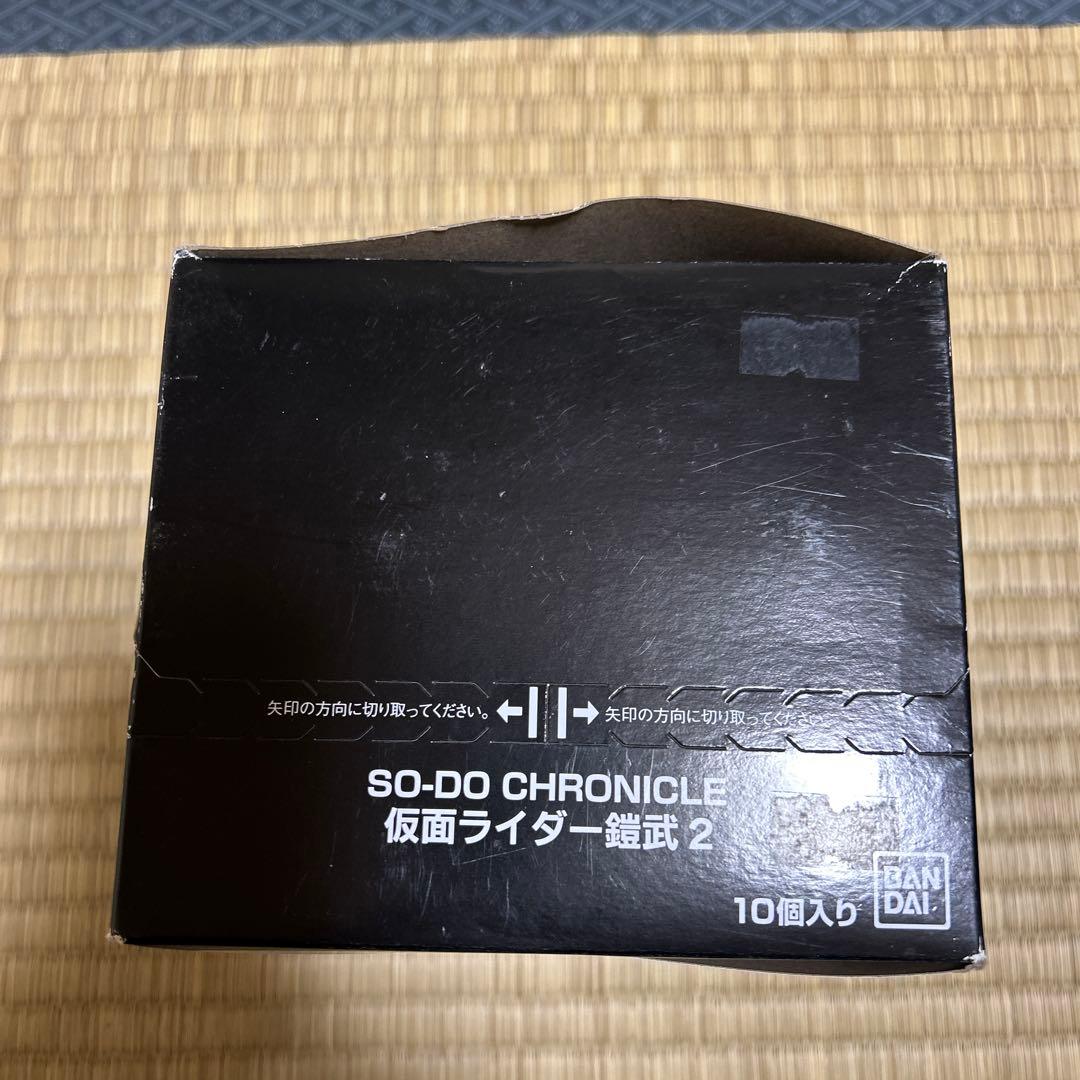 矢印の方向に切り取ってください。 矢印の方向に切り取ってください。
SO-DO CHRONICLE
仮面ライダー鎧武 2
10個入り
BAN
DAI